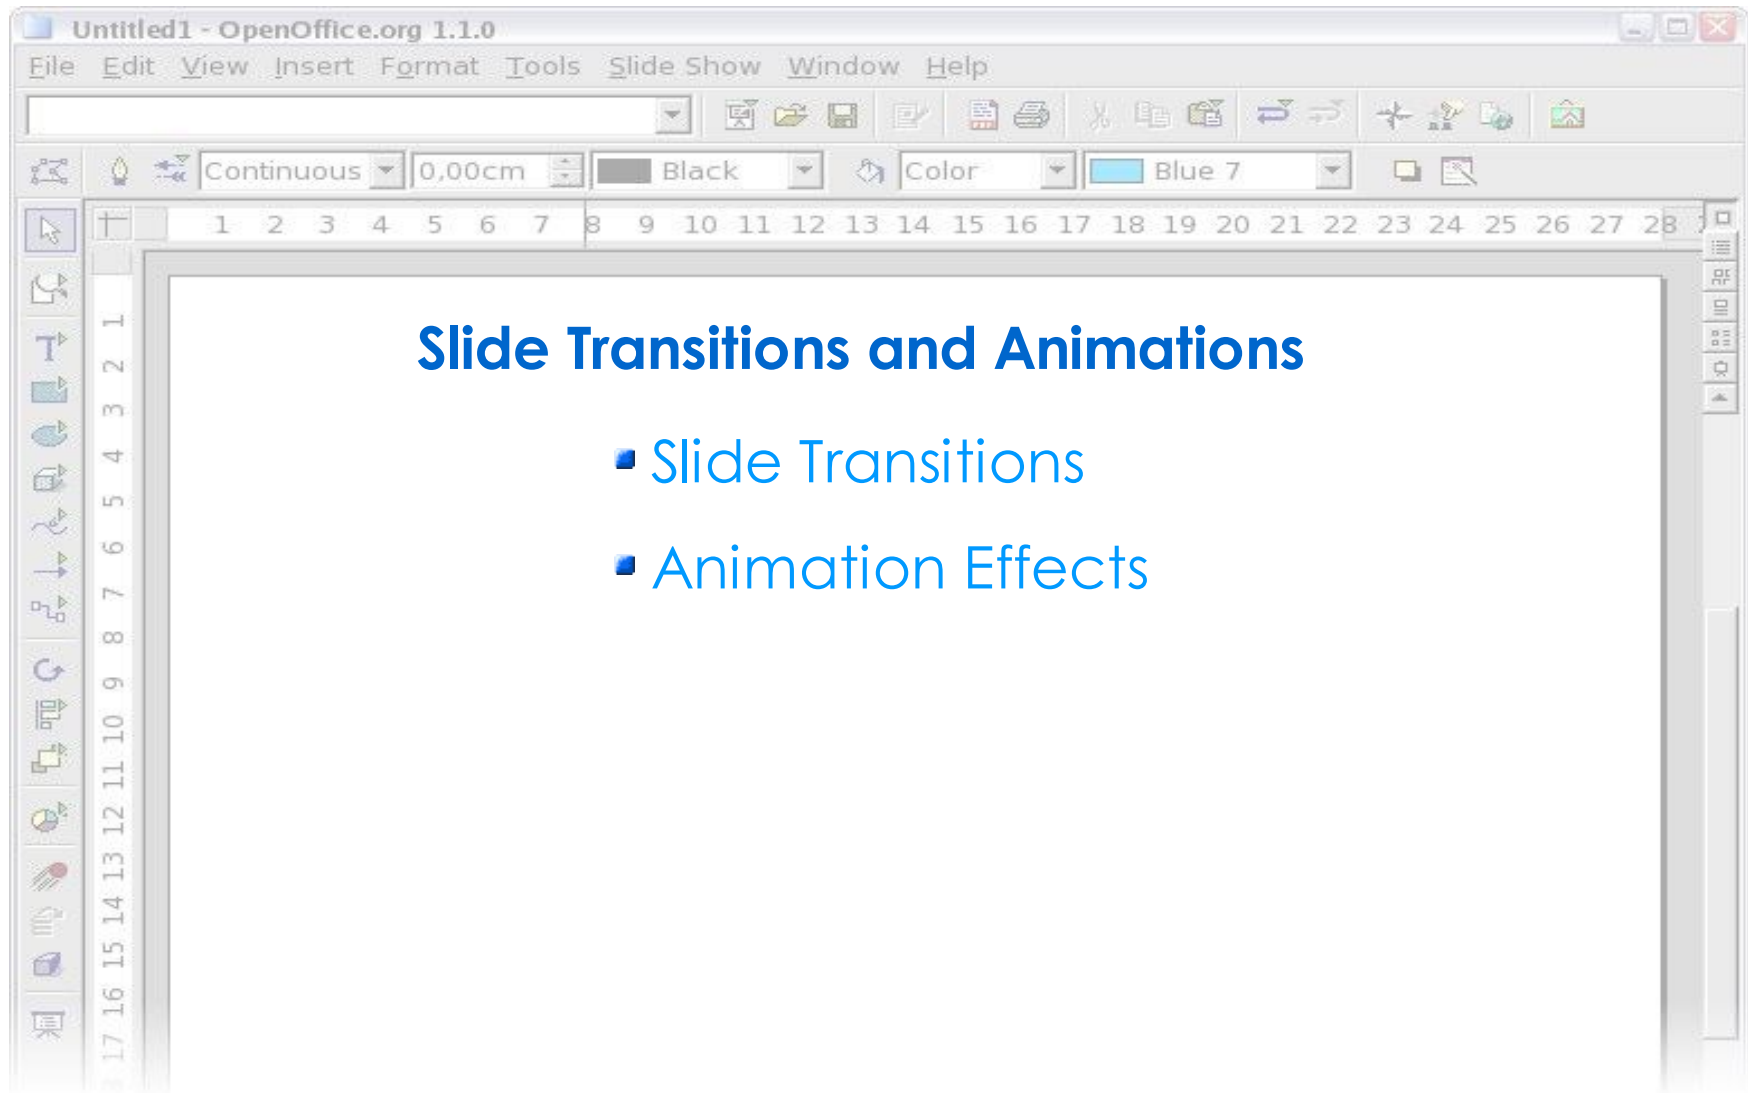 Untitled1 - OpenOffice.org 1.1.0
File Edit View Insert Format Tools Slide Show Window Help
Continuous 0,00cm Black Color Blue 7
1 2 3 4 5 6 7 8 9 10 11 12 13 14 15 16 17 18 19 20 21 22 23 24 25 26 27 28
Slide Transitions and Animations
Slide Transitions
Animation Effects
1
2
3
4
5
6
7
8
9
10
11
12
13
14
15
16
17